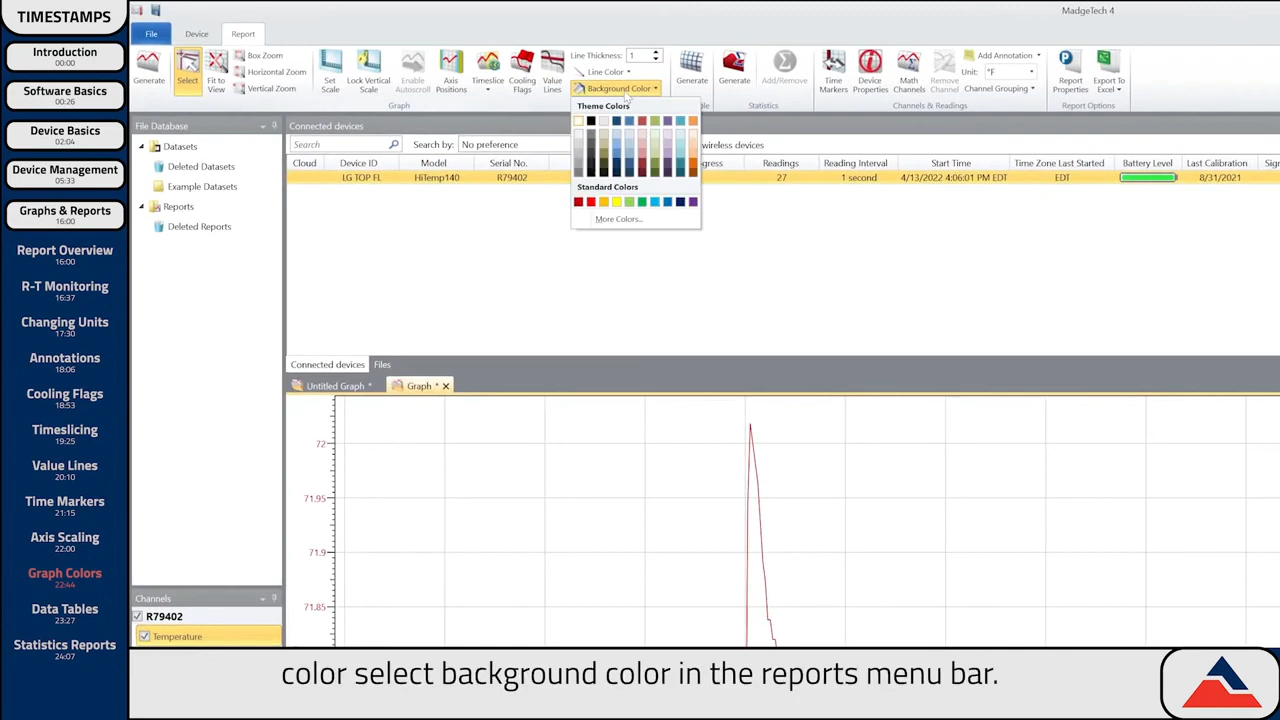 TIMESTAMPS
Introduction
00:00
Software Basics
00:26
Device Basics
02:04
Device Management
05:33
Graphs & Reports
16:00
Report Overview
16:00
R-T Monitoring
16:37
Changing Units
17:30
Annotations
18:06
Cooling Flags
18:53
Timeslicing
19:25
Value Lines
20:10
Time Markers
21:15
Axis Scaling
22:00
Graph Colors
22:44
Data Tables
23:27
Statistics Reports
24:07
MadgeTech 4
File Device Report
Generate Select Fit to View Box Zoom Horizontal Zoom Vertical Zoom Set Scale Lock Vertical Scale Enable Autoscroll Axis Positions Timeslice Cooling Flags Value Lines
Line Thickness: 1
Line Color
Background Color
Generate Generate Add/Remove Time Markers Device Properties Math Channels Remove Channel
Add Annotation
Unit: °F
Channel Grouping
Report Properties Export To Excel
Graph Statistics Channels & Readings Report Options
Theme Colors
Standard Colors
More Colors...
File Database
Datasets
Deleted Datasets
Example Datasets
Reports
Deleted Reports
Connected devices
Search Search by: No preference wireless devices
Cloud Device ID Model Serial No. Readings Reading Interval Start Time Time Zone Last Started Battery Level Last Calibration
LG TOP FL HiTemp140 R79402 27 1 second 4/13/2022 4:06:01 PM EDT EDT 8/31/2021
Connected devices Files
Untitled Graph * Graph *
72
71.95
71.9
71.85
Channels
R79402
Temperature
color select background color in the reports menu bar.